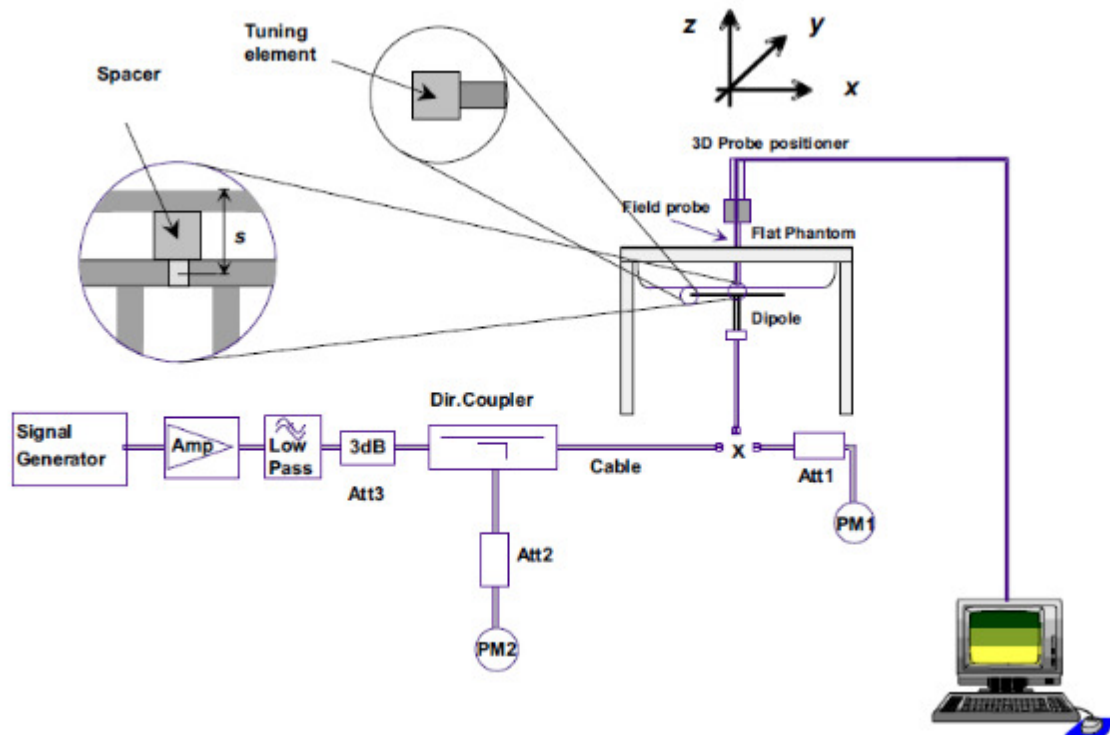 Tuning
element
Spacer
z
y
x
3D Probe positioner
Field probe
Flat Phantom
s
Dipole
Dir.Coupler
Signal
Generator
Amp
Low
Pass
3dB
Att3
Cable
X
Att1
PM1
Att2
PM2